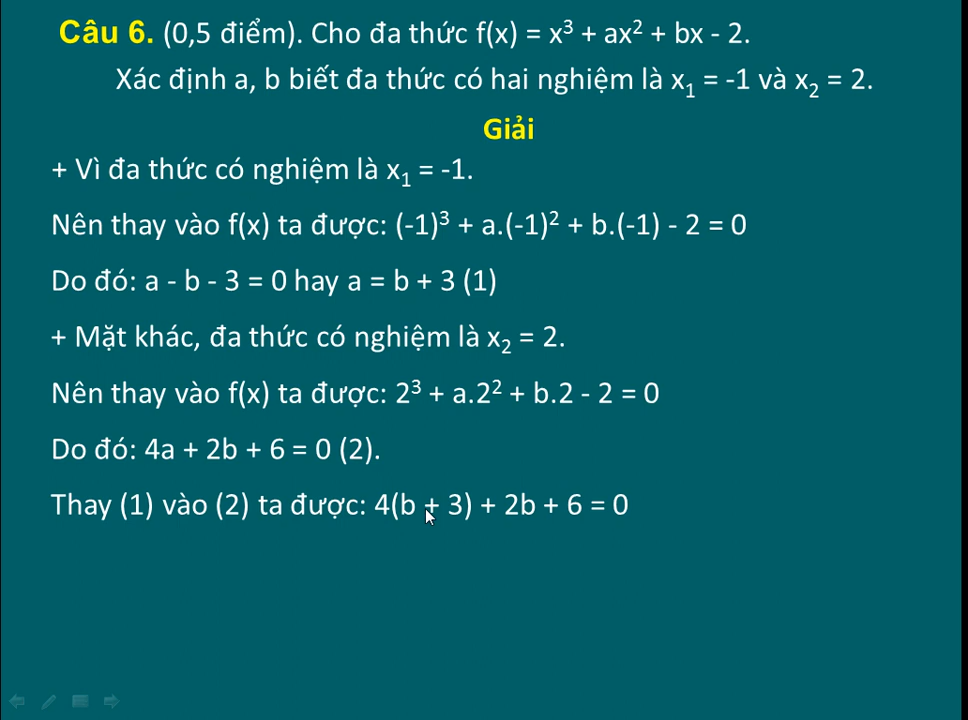 Câu 6. (0,5 điểm). Cho đa thức f(x) = x³ + ax² + bx - 2.
Xác định a, b biết đa thức có hai nghiệm là x₁ = -1 và x₂ = 2.
Giải
+ Vì đa thức có nghiệm là x₁ = -1.
Nên thay vào f(x) ta được: (-1)³ + a.(-1)² + b.(-1) - 2 = 0
Do đó: a - b - 3 = 0 hay a = b + 3 (1)
+ Mặt khác, đa thức có nghiệm là x₂ = 2.
Nên thay vào f(x) ta được: 2³ + a.2² + b.2 - 2 = 0
Do đó: 4a + 2b + 6 = 0 (2).
Thay (1) vào (2) ta được: 4(b + 3) + 2b + 6 = 0